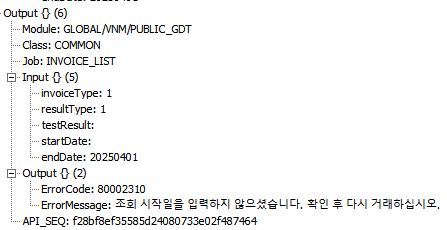 Output {} (6)
Module: GLOBAL/VNM/PUBLIC_GDT
Class: COMMON
Job: INVOICE_LIST
Input {} (5)
invoiceType: 1
resultType: 1
testResult:
startDate:
endDate: 20250401
Output {} (2)
ErrorCode: 80002310
ErrorMessage: 조회 시작일을 입력하지 않으셨습니다. 확인 후 다시 거래하십시오.
API_SEQ: f28bf8ef35585d24080733e02f487464